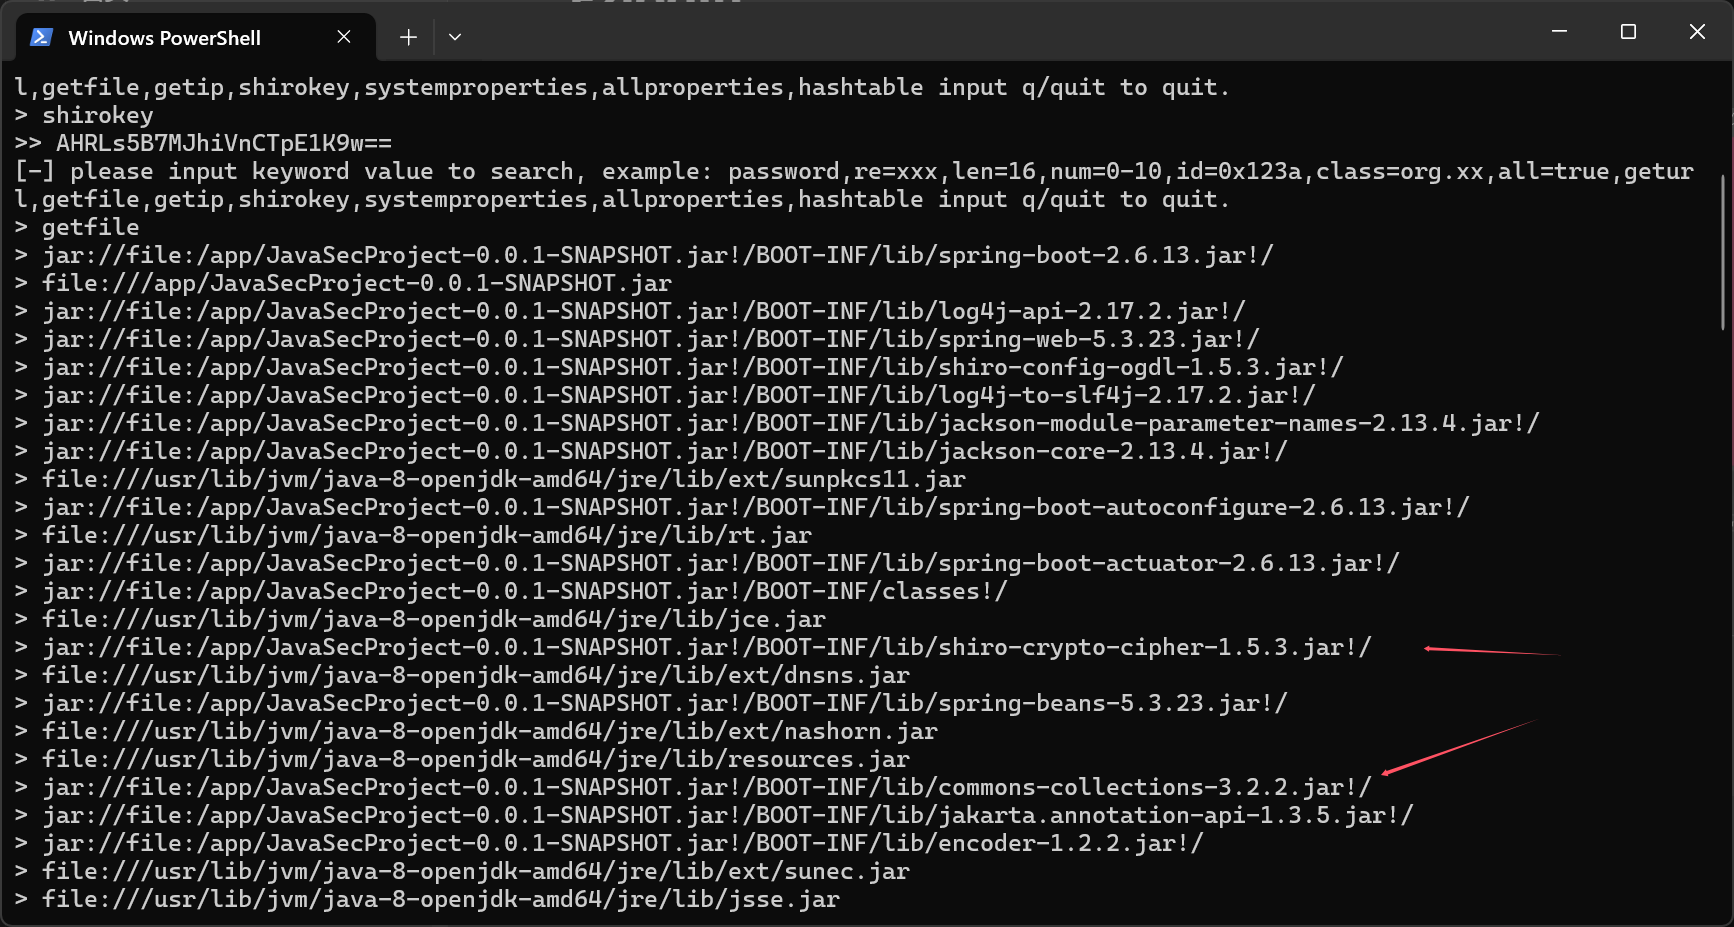 Windows PowerShell
l,getfile,getip,shirokey,systemproperties,allproperties,hashtable input q/quit to quit.
> shirokey
>> AHRLs5B7MJhiVnCTpE1K9w==
[-] please input keyword value to search, example: password,re=xxx,len=16,num=0-10,id=0x123a,class=org.xx,all=true,getur
l,getfile,getip,shirokey,systemproperties,allproperties,hashtable input q/quit to quit.
> getfile
> jar://file:/app/JavaSecProject-0.0.1-SNAPSHOT.jar!/BOOT-INF/lib/spring-boot-2.6.13.jar!/
> file:///app/JavaSecProject-0.0.1-SNAPSHOT.jar
> jar://file:/app/JavaSecProject-0.0.1-SNAPSHOT.jar!/BOOT-INF/lib/log4j-api-2.17.2.jar!/
> jar://file:/app/JavaSecProject-0.0.1-SNAPSHOT.jar!/BOOT-INF/lib/spring-web-5.3.23.jar!/
> jar://file:/app/JavaSecProject-0.0.1-SNAPSHOT.jar!/BOOT-INF/lib/shiro-config-ogdl-1.5.3.jar!/
> jar://file:/app/JavaSecProject-0.0.1-SNAPSHOT.jar!/BOOT-INF/lib/log4j-to-slf4j-2.17.2.jar!/
> jar://file:/app/JavaSecProject-0.0.1-SNAPSHOT.jar!/BOOT-INF/lib/jackson-module-parameter-names-2.13.4.jar!/
> jar://file:/app/JavaSecProject-0.0.1-SNAPSHOT.jar!/BOOT-INF/lib/jackson-core-2.13.4.jar!/
> file:///usr/lib/jvm/java-8-openjdk-amd64/jre/lib/ext/sunpkcs11.jar
> jar://file:/app/JavaSecProject-0.0.1-SNAPSHOT.jar!/BOOT-INF/lib/spring-boot-autoconfigure-2.6.13.jar!/
> file:///usr/lib/jvm/java-8-openjdk-amd64/jre/lib/rt.jar
> jar://file:/app/JavaSecProject-0.0.1-SNAPSHOT.jar!/BOOT-INF/lib/spring-boot-actuator-2.6.13.jar!/
> jar://file:/app/JavaSecProject-0.0.1-SNAPSHOT.jar!/BOOT-INF/classes!/
> file:///usr/lib/jvm/java-8-openjdk-amd64/jre/lib/jce.jar
> jar://file:/app/JavaSecProject-0.0.1-SNAPSHOT.jar!/BOOT-INF/lib/shiro-crypto-cipher-1.5.3.jar!/
> file:///usr/lib/jvm/java-8-openjdk-amd64/jre/lib/ext/dnsns.jar
> jar://file:/app/JavaSecProject-0.0.1-SNAPSHOT.jar!/BOOT-INF/lib/spring-beans-5.3.23.jar!/
> file:///usr/lib/jvm/java-8-openjdk-amd64/jre/lib/ext/nashorn.jar
> file:///usr/lib/jvm/java-8-openjdk-amd64/jre/lib/resources.jar
> jar://file:/app/JavaSecProject-0.0.1-SNAPSHOT.jar!/BOOT-INF/lib/commons-collections-3.2.2.jar!/
> jar://file:/app/JavaSecProject-0.0.1-SNAPSHOT.jar!/BOOT-INF/lib/jakarta.annotation-api-1.3.5.jar!/
> jar://file:/app/JavaSecProject-0.0.1-SNAPSHOT.jar!/BOOT-INF/lib/encoder-1.2.2.jar!/
> file:///usr/lib/jvm/java-8-openjdk-amd64/jre/lib/ext/sunec.jar
> file:///usr/lib/jvm/java-8-openjdk-amd64/jre/lib/jsse.jar